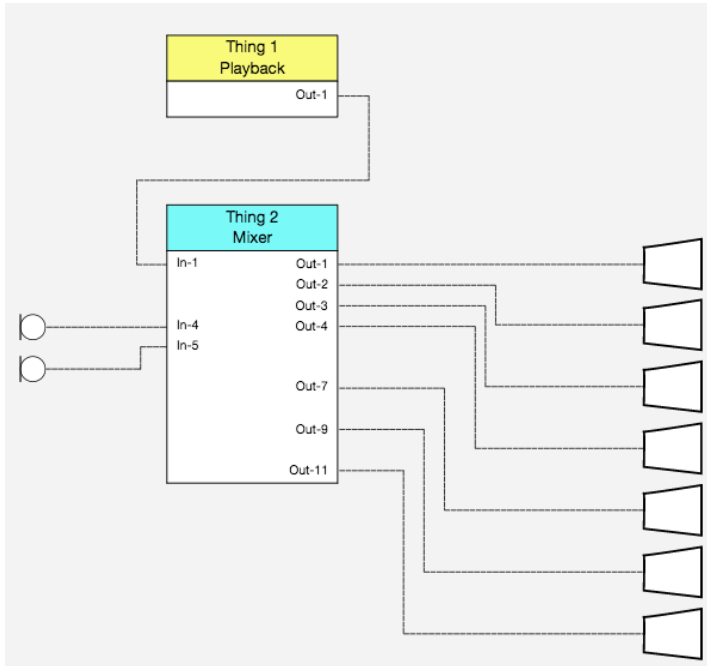 Thing 1
Playback
Out-1
Thing 2
Mixer
In-1 Out-1
Out-2
Out-3
In-4 Out-4
In-5
Out-7
Out-9
Out-11